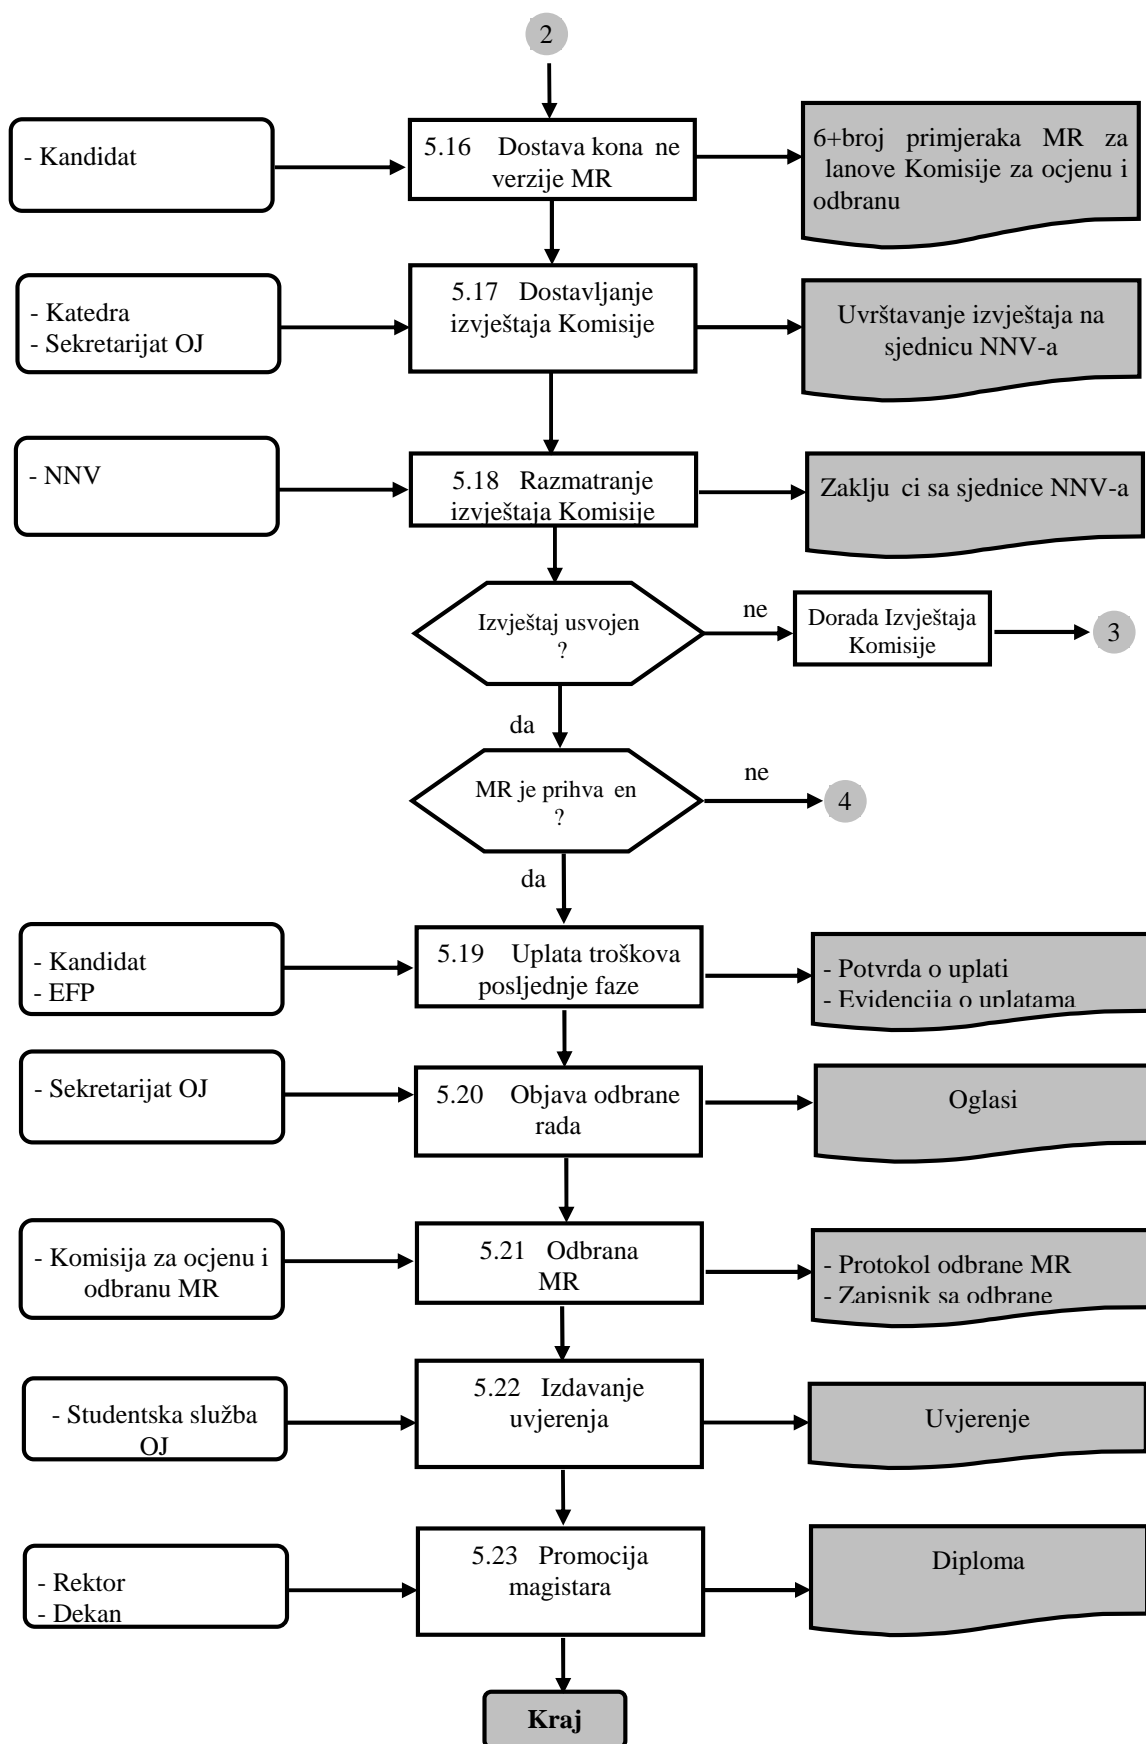 2
- Kandidat
5.16 Dostava kona ne
verzije MR
6+broj primjeraka MR za
lanove Komisije za ocjenu i
odbranu
- Katedra
- Sekretarijat OJ
5.17 Dostavljanje
izvještaja Komisije
Uvrštavanje izvještaja na
sjednicu NNV-a
- NNV
5.18 Razmatranje
izvještaja Komisije
Zaklju ci sa sjednice NNV-a
Izvještaj usvojen
?
ne
Dorada Izvještaja
Komisije
3
da
MR je prihva en
?
ne
4
da
- Kandidat
- EFP
5.19 Uplata troškova
posljednje faze
- Potvrda o uplati
- Evidencija o uplatama
- Sekretarijat OJ
5.20 Objava odbrane
rada
Oglasi
- Komisija za ocjenu i
odbranu MR
5.21 Odbrana
MR
- Protokol odbrane MR
- Zapisnik sa odbrane
- Studentska služba
OJ
5.22 Izdavanje
uvjerenja
Uvjerenje
- Rektor
- Dekan
5.23 Promocija
magistara
Diploma
Kraj